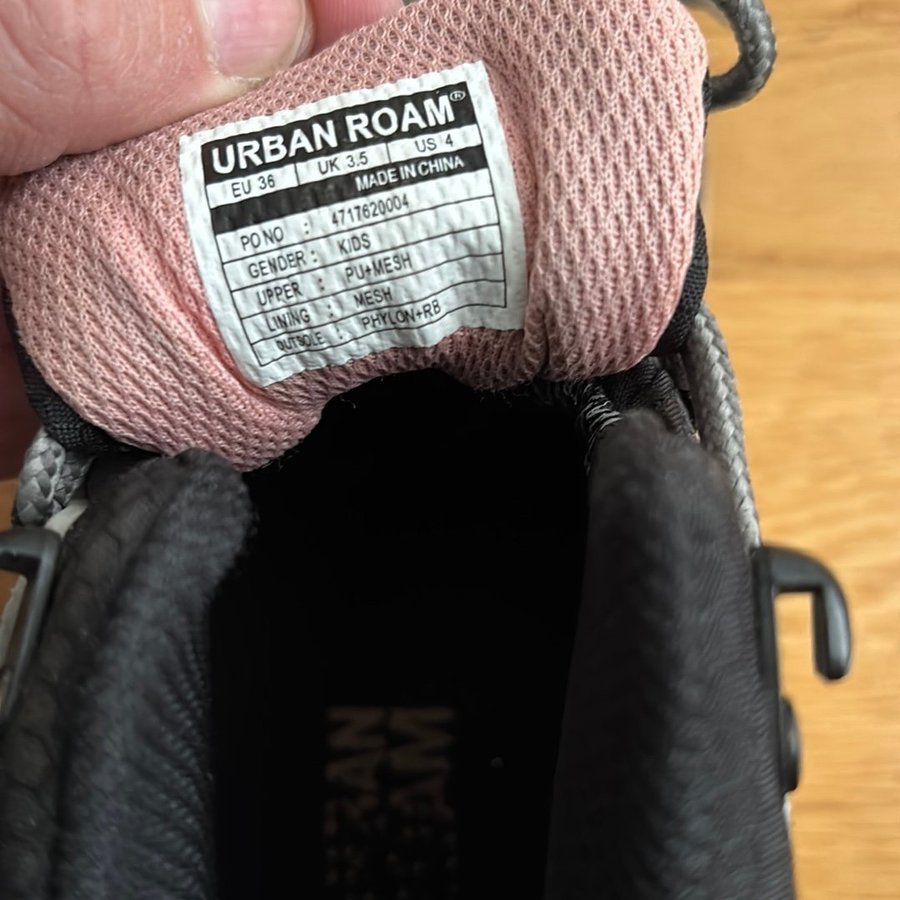 URBAN ROAM®
EU 36 UK 3.5 US 4
MADE IN CHINA
PO NO : 4717620004
GENDER : KIDS
UPPER : PU+MESH
LINING : MESH
OUTSOLE : PHYLON+RB